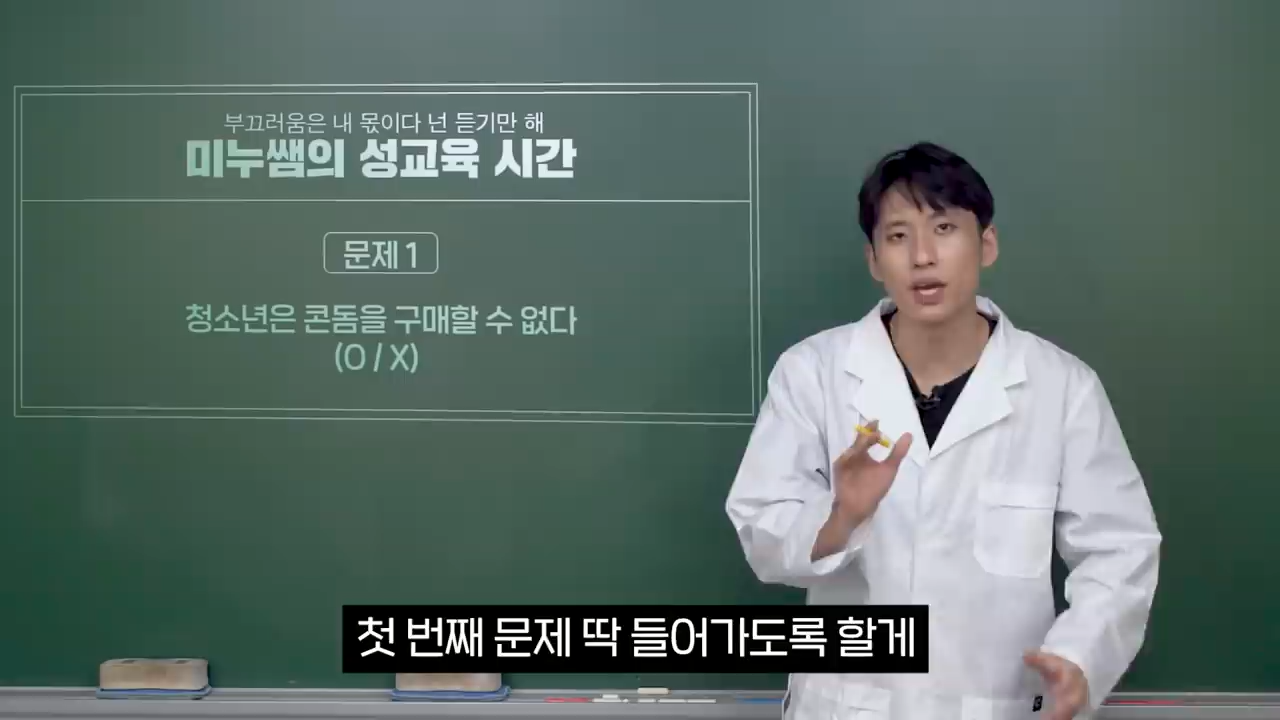 부끄러움은 내 몫이다 넌 듣기만 해
미누쌤의 성교육 시간
문제 1
청소년은 콘돔을 구매할 수 없다
(O / X)
첫 번째 문제 딱 들어가도록 할게